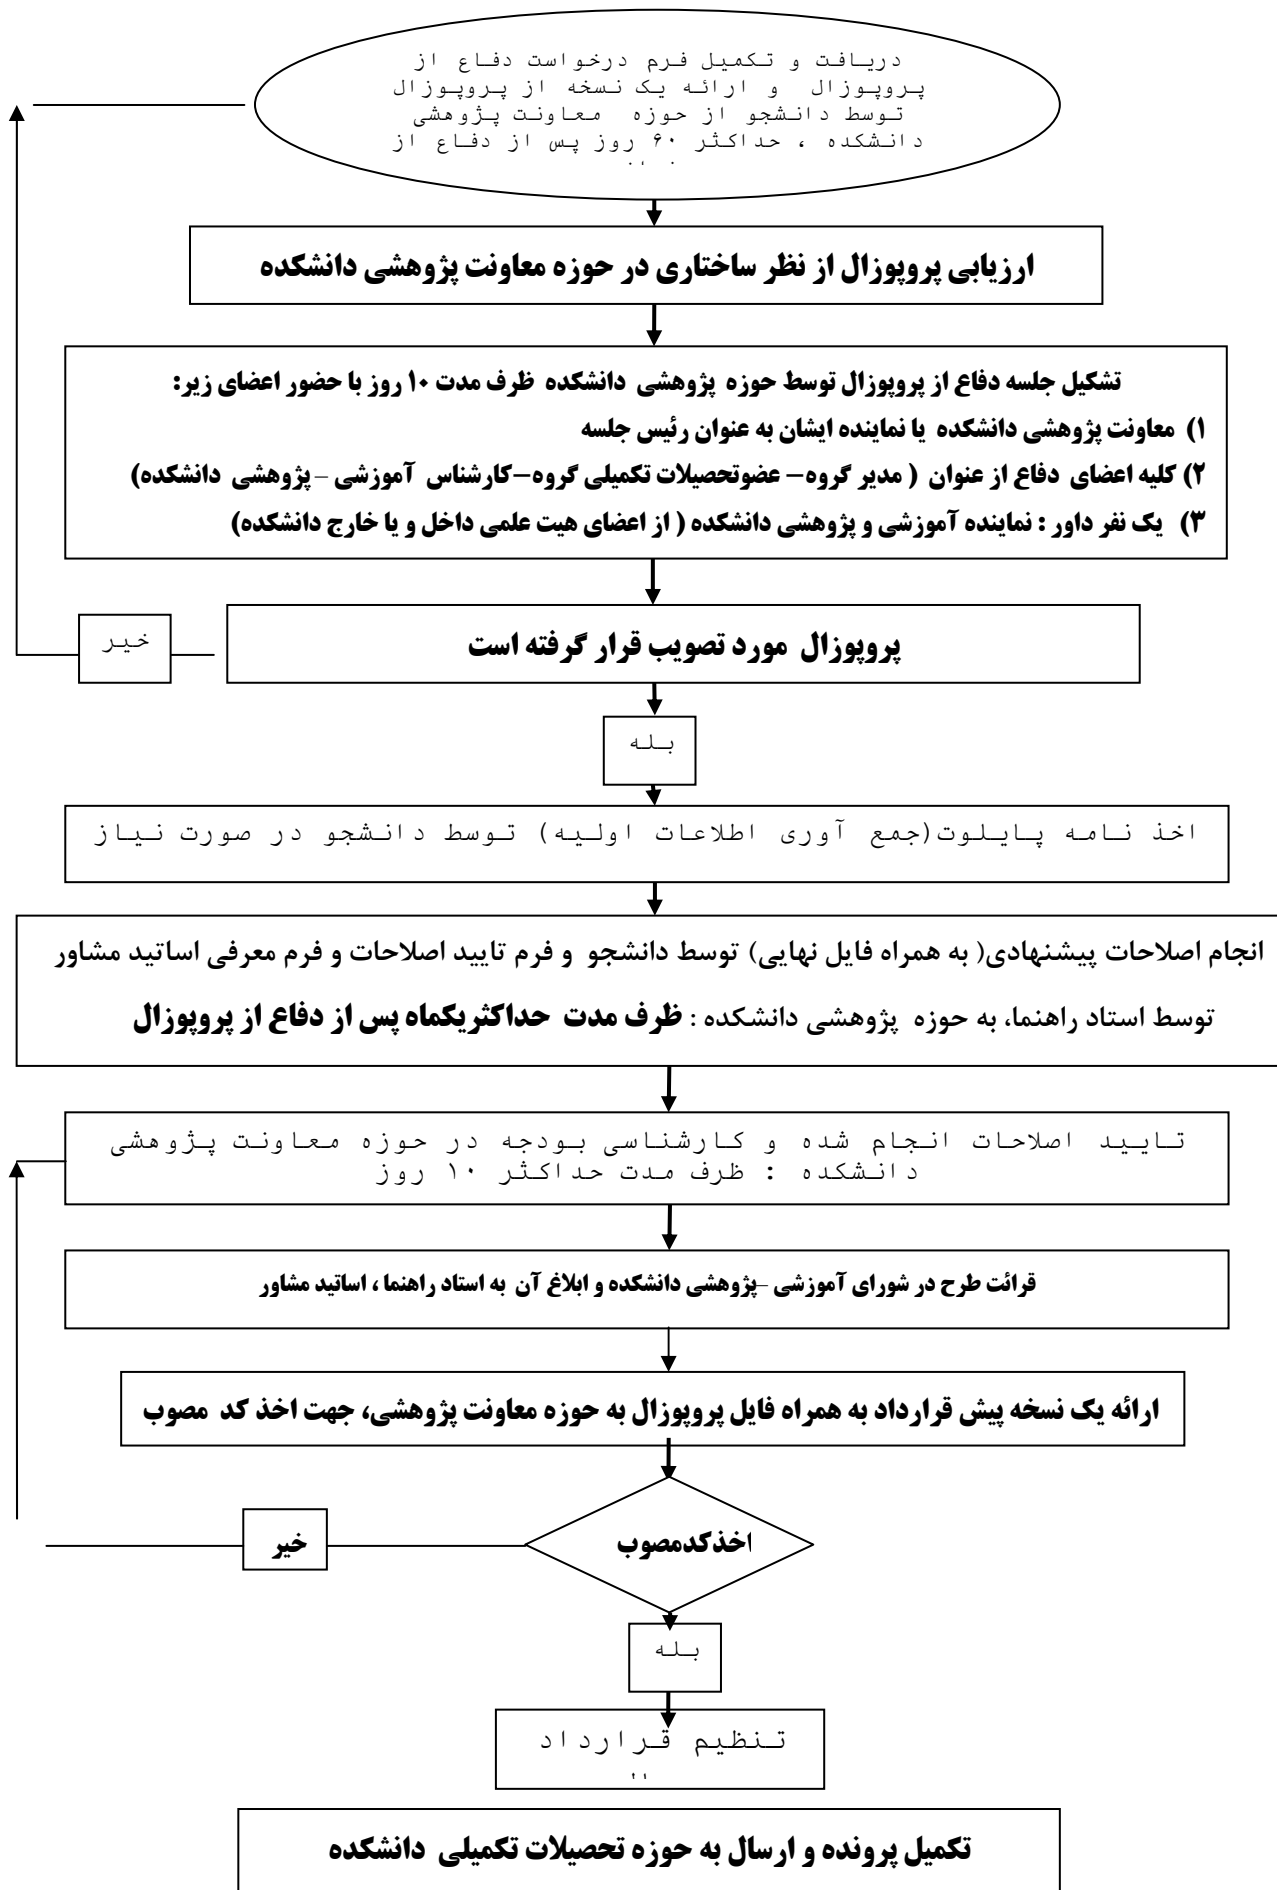 دریافت و تکمیل فرم درخواست دفاع از
پروپوزال و ارائه یک نسخه از پروپوزال
توسط دانشجو از حوزه معاونت پژوهشی
دانشکده ، حداکثر ۶۰ روز پس از دفاع از
ارزیابی پروپوزال از نظر ساختاری در حوزه معاونت پژوهشی دانشکده
تشکیل جلسه دفاع از پروپوزال توسط حوزه پژوهشی دانشکده ظرف مدت ۱۰ روز با حضور اعضای زیر:
۱) معاونت پژوهشی دانشکده یا نماینده ایشان به عنوان رئیس جلسه
۲) کلیه اعضای دفاع از عنوان ( مدیر گروه– عضوتحصیلات تکمیلی گروه–کارشناس آموزشی –پژوهشی دانشکده)
۳) یک نفر داور : نماینده آموزشی و پژوهشی دانشکده ( از اعضای هیت علمی داخل و یا خارج دانشکده)
پروپوزال مورد تصویب قرار گرفته است
خیر
بله
اخذ نامه پایلوت(جمع آوری اطلاعات اولیه) توسط دانشجو در صورت نیاز
انجام اصلاحات پیشنهادی( به همراه فایل نهایی) توسط دانشجو و فرم تایید اصلاحات و فرم معرفی اساتید مشاور
توسط استاد راهنما، به حوزه پژوهشی دانشکده : ظرف مدت حداکثریکماه پس از دفاع از پروپوزال
تایید اصلاحات انجام شده و کارشناسی بودجه در حوزه معاونت پژوهشی
دانشکده : ظرف مدت حداکثر ۱۰ روز
قرائت طرح در شورای آموزشی –پژوهشی دانشکده و ابلاغ آن به استاد راهنما ، اساتید مشاور
ارائه یک نسخه پیش قرارداد به همراه فایل پروپوزال به حوزه معاونت پژوهشی، جهت اخذ کد مصوب
اخذکدمصوب
خیر
بله
تنظیم قرارداد
تکمیل پرونده و ارسال به حوزه تحصیلات تکمیلی دانشکده